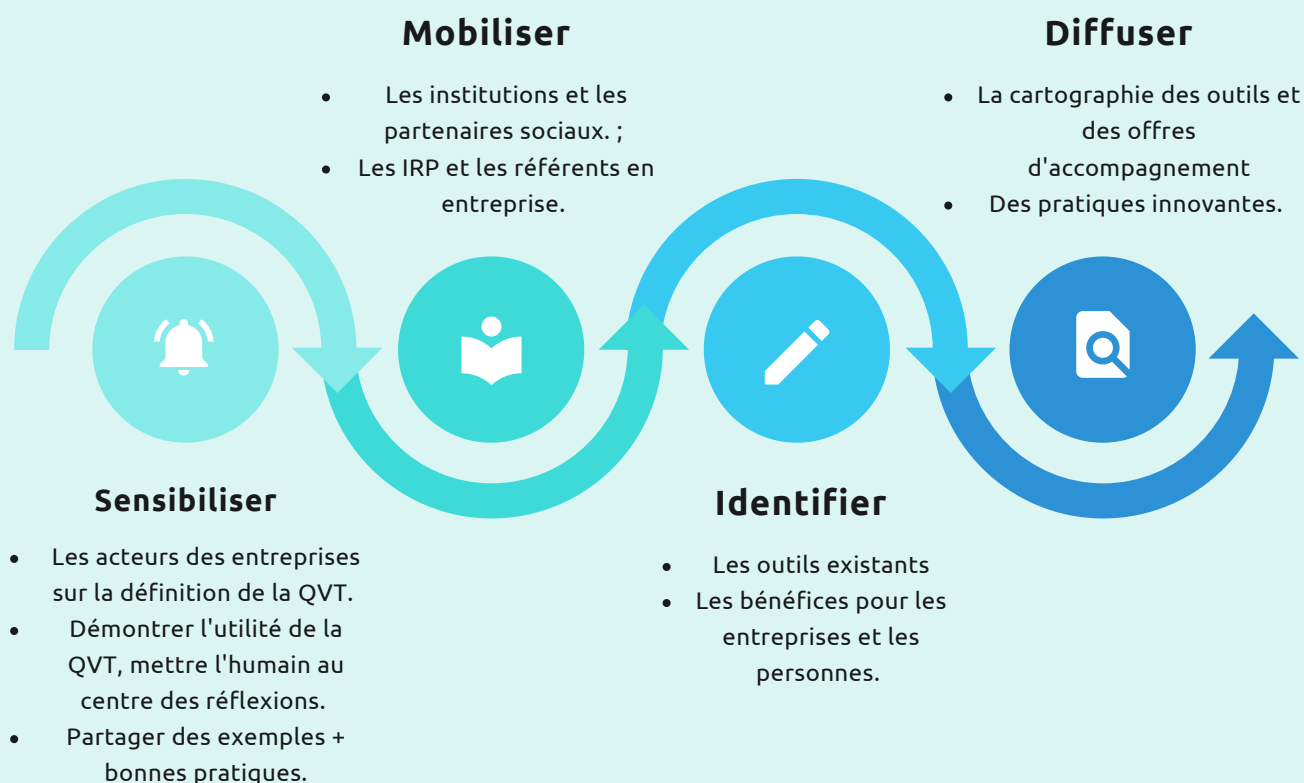 Mobiliser
• Les institutions et les
partenaires sociaux. ;
• Les IRP et les référents en
entreprise.
Diffuser
• La cartographie des outils et
des offres
d'accompagnement
• Des pratiques innovantes.
Sensibiliser
• Les acteurs des entreprises
sur la définition de la QVT.
• Démontrer l'utilité de la
QVT, mettre l'humain au
centre des réflexions.
• Partager des exemples +
bonnes pratiques.
Identifier
• Les outils existants
• Les bénéfices pour les
entreprises et les
personnes.